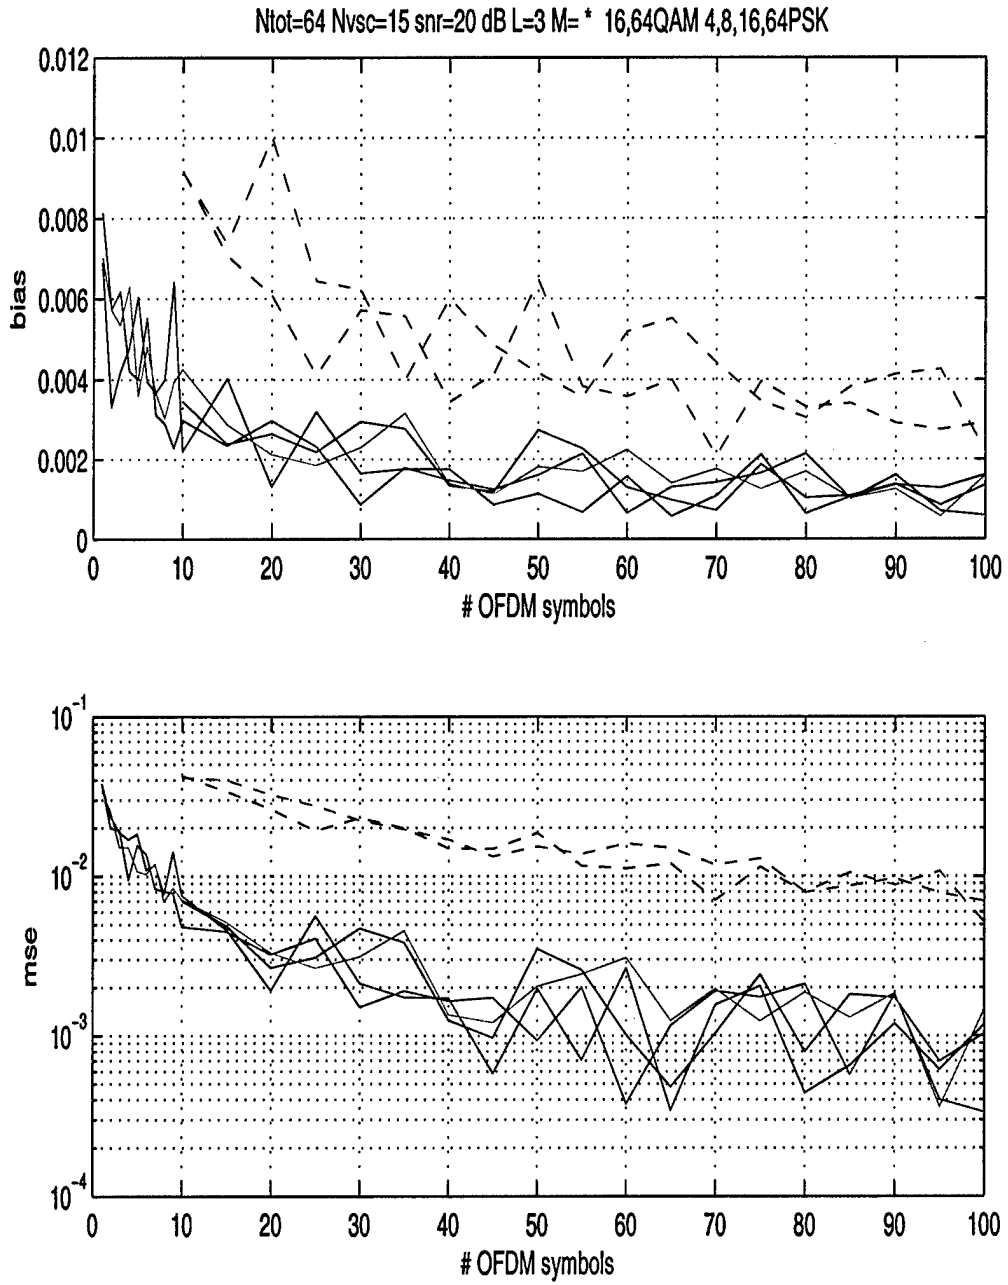 Ntot=64 Nvsc=15 snr=20 dB L=3 M= * 16,64QAM 4,8,16,64PSK
0.012
0.01
0.008
0.006
0.004
0.002
0
bias
0 10 20 30 40 50 60 70 80 90 100
# OFDM symbols
10^-1
10^-2
10^-3
10^-4
mse
0 10 20 30 40 50 60 70 80 90 100
# OFDM symbols